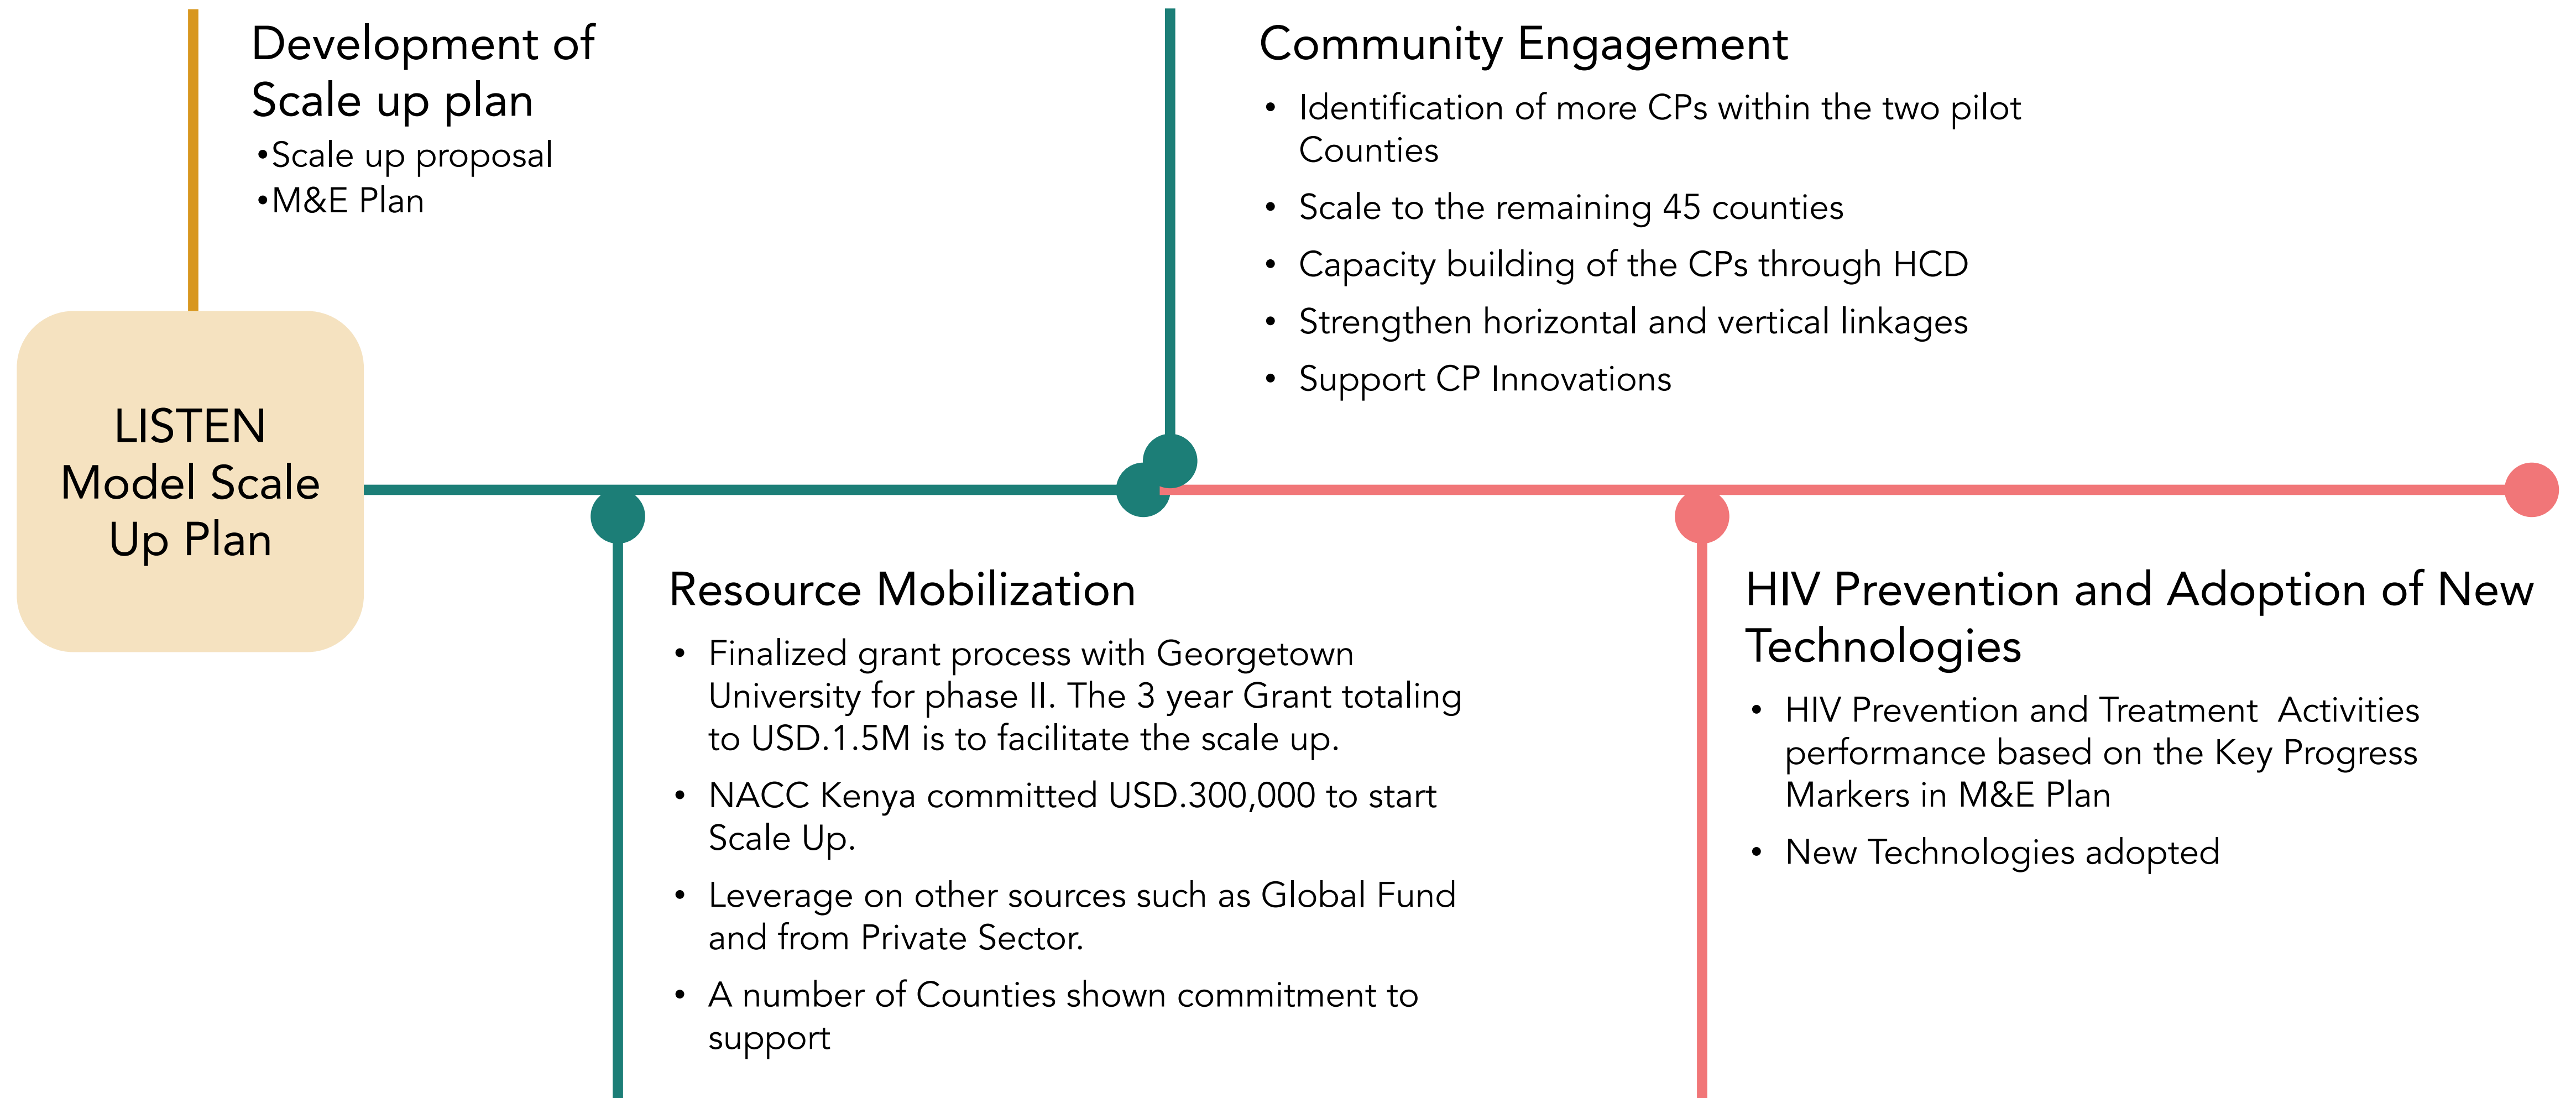 Development of
Scale up plan
•Scale up proposal
•M&E Plan
LISTEN
Model Scale
Up Plan
Community Engagement
• Identification of more CPs within the two pilot
Counties
• Scale to the remaining 45 counties
• Capacity building of the CPs through HCD
• Strengthen horizontal and vertical linkages
• Support CP Innovations
Resource Mobilization
• Finalized grant process with Georgetown
University for phase II. The 3 year Grant totaling
to USD.1.5M is to facilitate the scale up.
• NACC Kenya committed USD.300,000 to start
Scale Up.
• Leverage on other sources such as Global Fund
and from Private Sector.
• A number of Counties shown commitment to
support
HIV Prevention and Adoption of New
Technologies
• HIV Prevention and Treatment  Activities
performance based on the Key Progress
Markers in M&E Plan
• New Technologies adopted